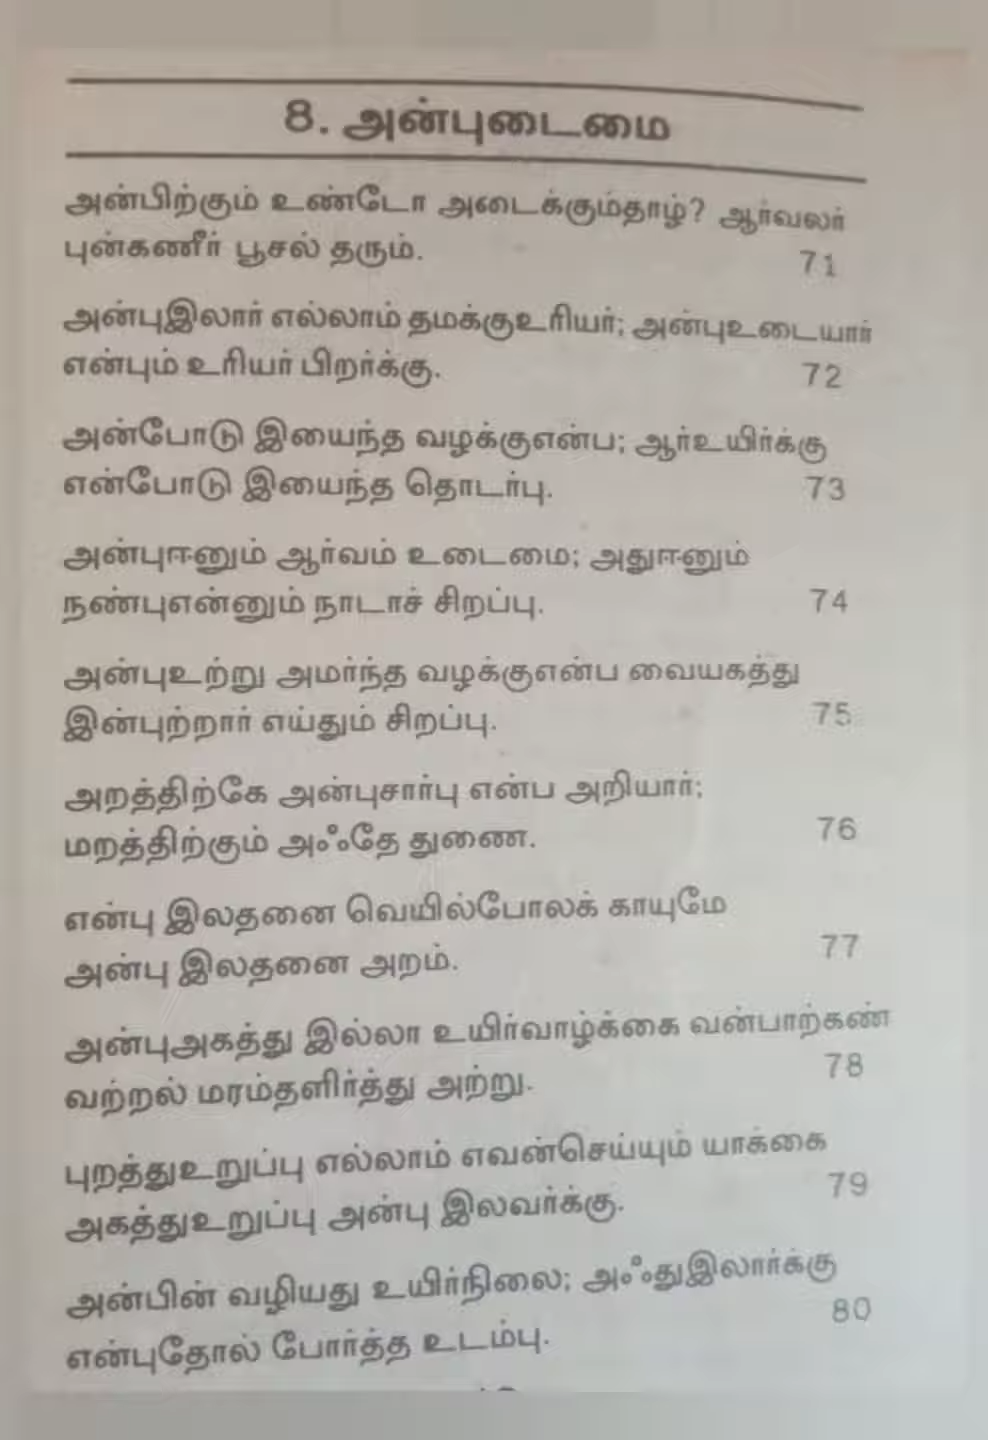 8. அன்புடைமை
அன்பிற்கும் உண்டோ அடைக்கும்தாழ்? ஆர்வலர்
புன்கணீர் பூசல் தரும். 71
அன்புஇலார் எல்லாம் தமக்குஉரியர்; அன்புஉடையார்
என்பும் உரியர் பிறர்க்கு. 72
அன்போடு இயைந்த வழக்குஎன்ப; ஆர்உயிர்க்கு
என்போடு இயைந்த தொடர்பு. 73
அன்புஈனும் ஆர்வம் உடைமை; அதுஈனும்
நண்புஎன்னும் நாடாச் சிறப்பு. 74
அன்புஉற்று அமர்ந்த வழக்குஎன்ப வையகத்து
இன்புற்றார் எய்தும் சிறப்பு. 75
அறத்திற்கே அன்புசார்பு என்ப அறியார்;
மறத்திற்கும் அஃதே துணை. 76
என்பு இலதனை வெயில்போலக் காயுமே
அன்பு இலதனை அறம். 77
அன்புஅகத்து இல்லா உயிர்வாழ்க்கை வன்பாற்கண்
வற்றல் மரம்தளிர்த்து அற்று. 78
புறத்துஉறுப்பு எல்லாம் எவன்செய்யும் யாக்கை
அகத்துஉறுப்பு அன்பு இலவர்க்கு. 79
அன்பின் வழியது உயிர்நிலை; அஃதுஇலார்க்கு
என்புதோல் போர்த்த உடம்பு. 80